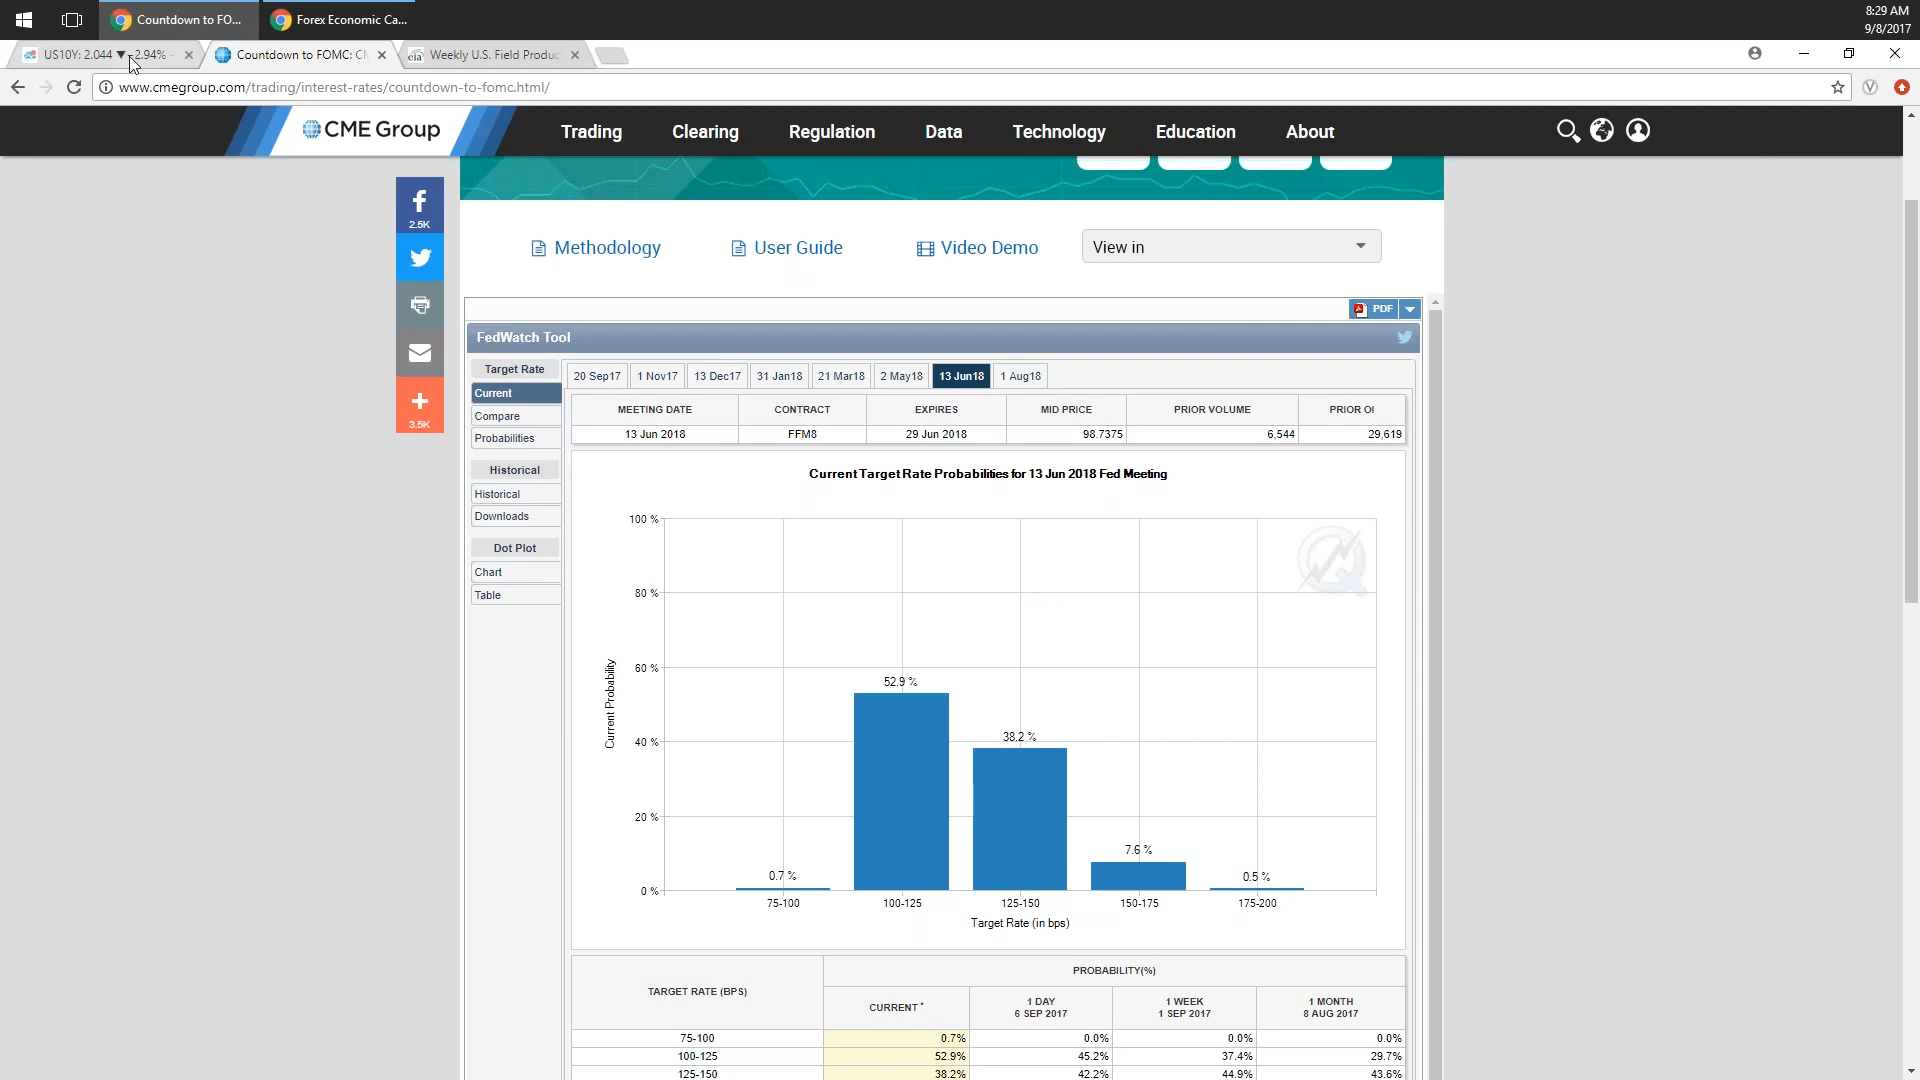 Countdown to FO...
Forex Economic Ca...
8:29 AM
9/8/2017
US10Y: 2.044 ▼ -2.94% -
Countdown to FOMC: C
Weekly U.S. Field Produc
www.cmegroup.com/trading/interest-rates/countdown-to-fomc.html/
CME Group
Trading
Clearing
Regulation
Data
Technology
Education
About
2.5K
3.5K
Methodology
User Guide
Video Demo
View in
PDF
FedWatch Tool
Target Rate
Current
Compare
Probabilities
Historical
Historical
Downloads
Dot Plot
Chart
Table
20 Sep17 1 Nov17 13 Dec17 31 Jan18 21 Mar18 2 May18 13 Jun18 1 Aug18
MEETING DATE CONTRACT EXPIRES MID PRICE PRIOR VOLUME PRIOR OI
13 Jun 2018 FFM8 29 Jun 2018 98.7375 6,544 29,619
Current Target Rate Probabilities for 13 Jun 2018 Fed Meeting
Current Probability
100 %
80 %
60 %
40 %
20 %
0 %
0.7 %
52.9 %
38.2 %
7.6 %
0.5 %
75-100 100-125 125-150 150-175 175-200
Target Rate (in bps)
TARGET RATE (BPS)
PROBABILITY(%)
CURRENT *
1 DAY
6 SEP 2017
1 WEEK
1 SEP 2017
1 MONTH
8 AUG 2017
75-100 0.7% 0.0% 0.0% 0.0%
100-125 52.9% 45.2% 37.4% 29.7%
125-150 38.2% 42.2% 44.9% 43.6%